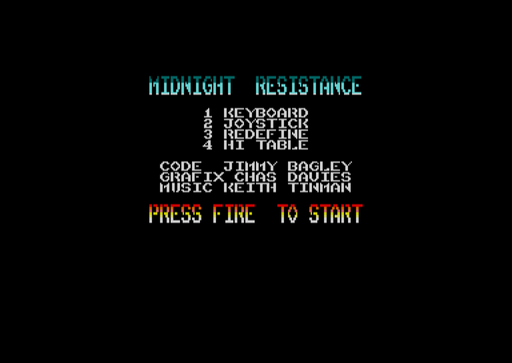 MIDNIGHT RESISTANCE
1 KEYBOARD
2 JOYSTICK
3 REDEFINE
4 HI TABLE
CODE JIMMY BAGLEY
GRAFIX CHAS DAVIES
MUSIC KEITH TINMAN
PRESS FIRE TO START